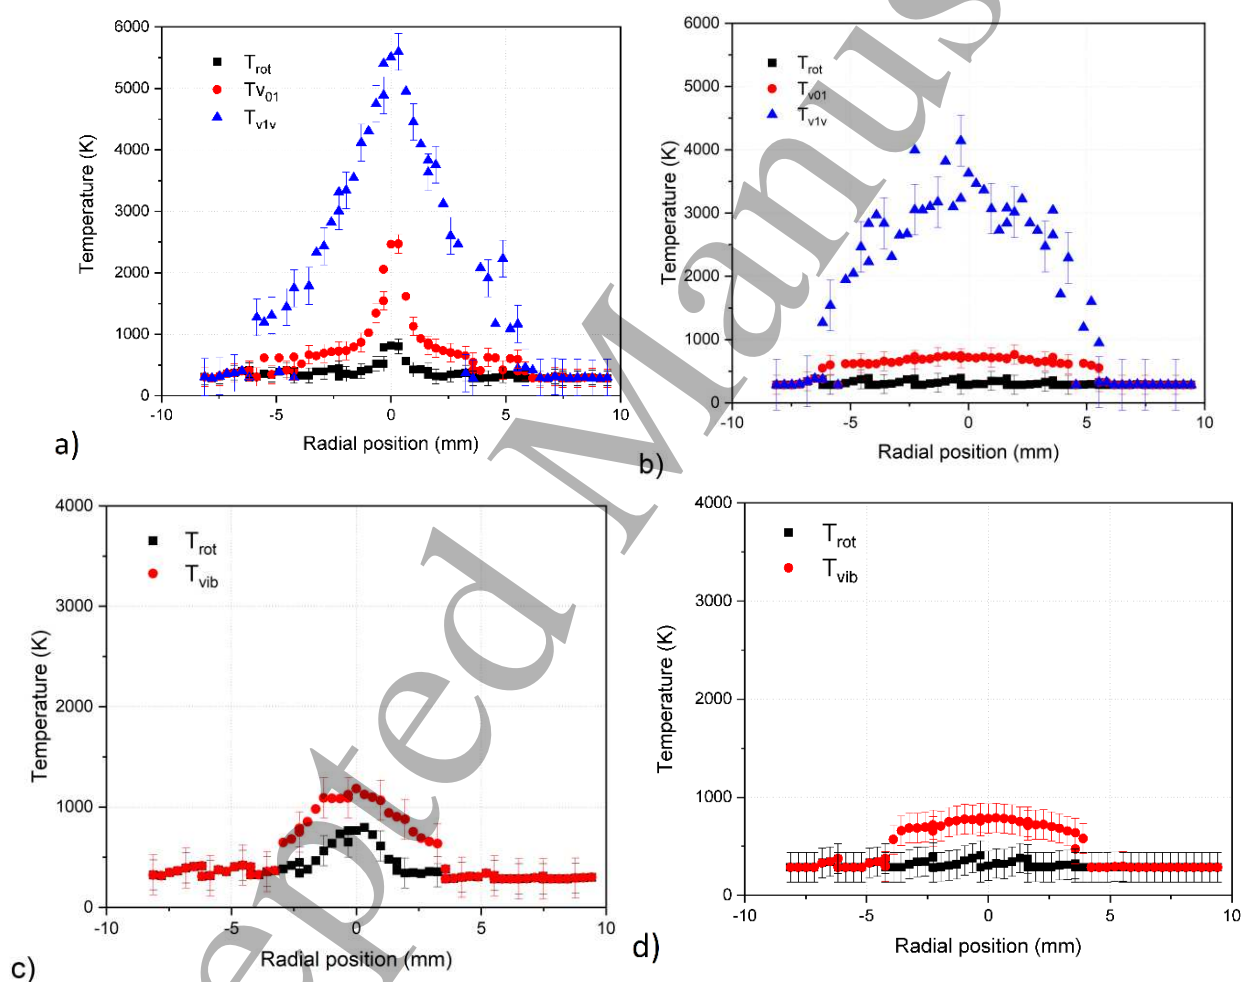 6000
5000
4000
3000
2000
1000
0
-10
-5
0
5
10
Temperature (K)
Radial position (mm)
T_rot
Tv_01
T_v1v
a)
6000
5000
4000
3000
2000
1000
0
-10
-5
0
5
10
Temperature (K)
Radial position (mm)
T_rot
T_v01
T_v1v
b)
4000
3000
2000
1000
0
-10
-5
0
5
10
Temperature (K)
Radial position (mm)
T_rot
T_vib
c)
4000
3000
2000
1000
0
-10
-5
0
5
10
Temperature (K)
Radial position (mm)
T_rot
T_vib
d)
epted Manus